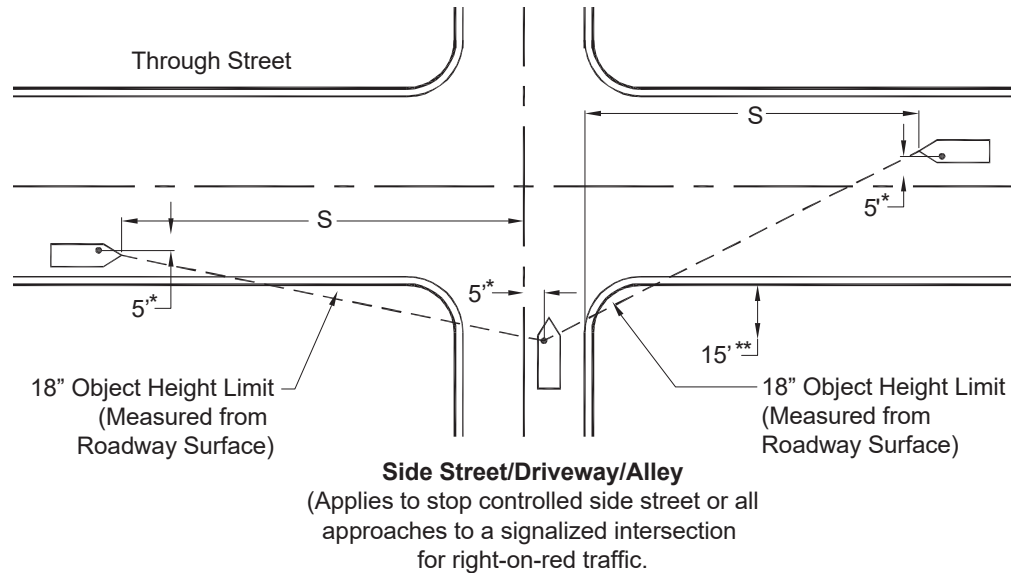 Through Street
S
5'*
S
5'*
5'*
15' **
18” Object Height Limit
(Measured from
Roadway Surface)
18” Object Height Limit
(Measured from
Roadway Surface)
Side Street/Driveway/Alley
(Applies to stop controlled side street or all
approaches to a signalized intersection
for right-on-red traffic.